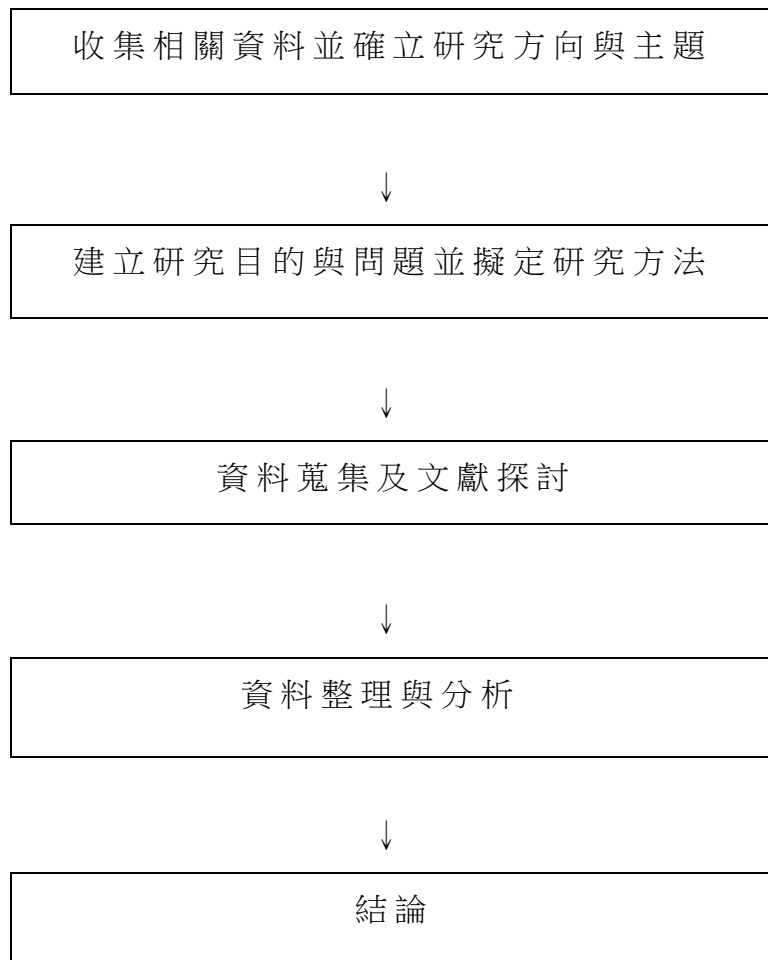 收集相關資料並確立研究方向與主題
↓
建立研究目的與問題並擬定研究方法
↓
資料蒐集及文獻探討
↓
資料整理與分析
↓
結論